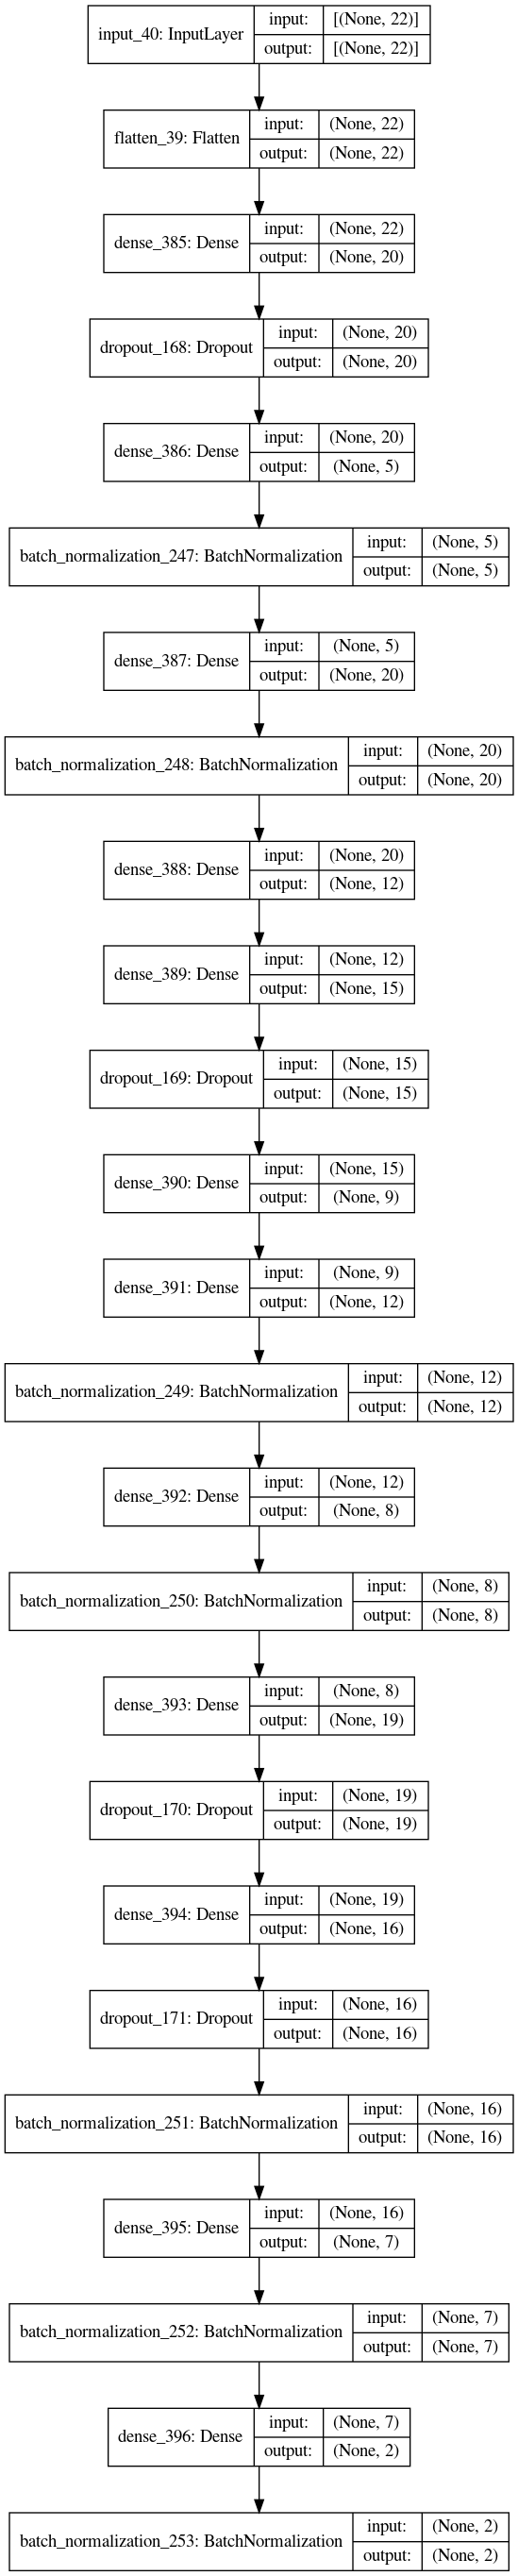 input_40: InputLayer
input: [(None, 22)]
output: [(None, 22)]
flatten_39: Flatten
input: (None, 22)
output: (None, 22)
dense_385: Dense
input: (None, 22)
output: (None, 20)
dropout_168: Dropout
input: (None, 20)
output: (None, 20)
dense_386: Dense
input: (None, 20)
output: (None, 5)
batch_normalization_247: BatchNormalization
input: (None, 5)
output: (None, 5)
dense_387: Dense
input: (None, 5)
output: (None, 20)
batch_normalization_248: BatchNormalization
input: (None, 20)
output: (None, 20)
dense_388: Dense
input: (None, 20)
output: (None, 12)
dense_389: Dense
input: (None, 12)
output: (None, 15)
dropout_169: Dropout
input: (None, 15)
output: (None, 15)
dense_390: Dense
input: (None, 15)
output: (None, 9)
dense_391: Dense
input: (None, 9)
output: (None, 12)
batch_normalization_249: BatchNormalization
input: (None, 12)
output: (None, 12)
dense_392: Dense
input: (None, 12)
output: (None, 8)
batch_normalization_250: BatchNormalization
input: (None, 8)
output: (None, 8)
dense_393: Dense
input: (None, 8)
output: (None, 19)
dropout_170: Dropout
input: (None, 19)
output: (None, 19)
dense_394: Dense
input: (None, 19)
output: (None, 16)
dropout_171: Dropout
input: (None, 16)
output: (None, 16)
batch_normalization_251: BatchNormalization
input: (None, 16)
output: (None, 16)
dense_395: Dense
input: (None, 16)
output: (None, 7)
batch_normalization_252: BatchNormalization
input: (None, 7)
output: (None, 7)
dense_396: Dense
input: (None, 7)
output: (None, 2)
batch_normalization_253: BatchNormalization
input: (None, 2)
output: (None, 2)